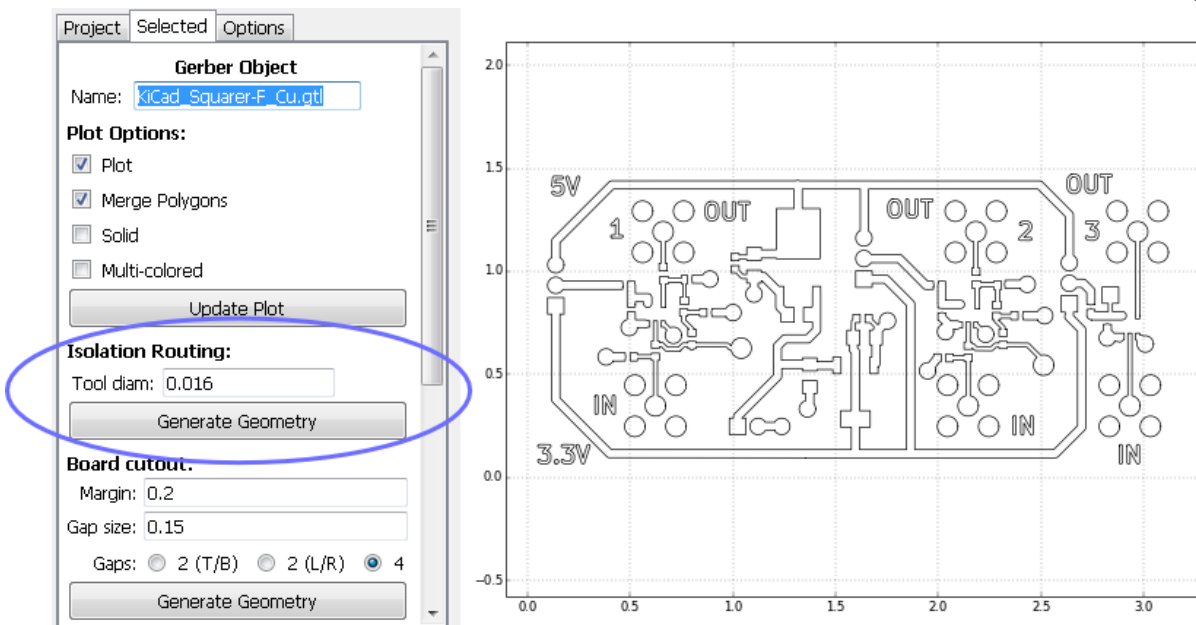 Project Selected Options
Gerber Object
Name: KiCad_Squarer-F_Cu.gtl
Plot Options:
Plot
Merge Polygons
Solid
Multi-colored
Update Plot
Isolation Routing:
Tool diam: 0.016
Generate Geometry
Board cutout:
Margin: 0.2
Gap size: 0.15
Gaps: 2 (T/B) 2 (L/R) 4
Generate Geometry
2.0
1.5
1.0
0.5
0.0
−0.5
0.0 0.5 1.0 1.5 2.0 2.5 3.0
5V OUT
1 OUT OUT 2 3
IN IN
3.3V IN